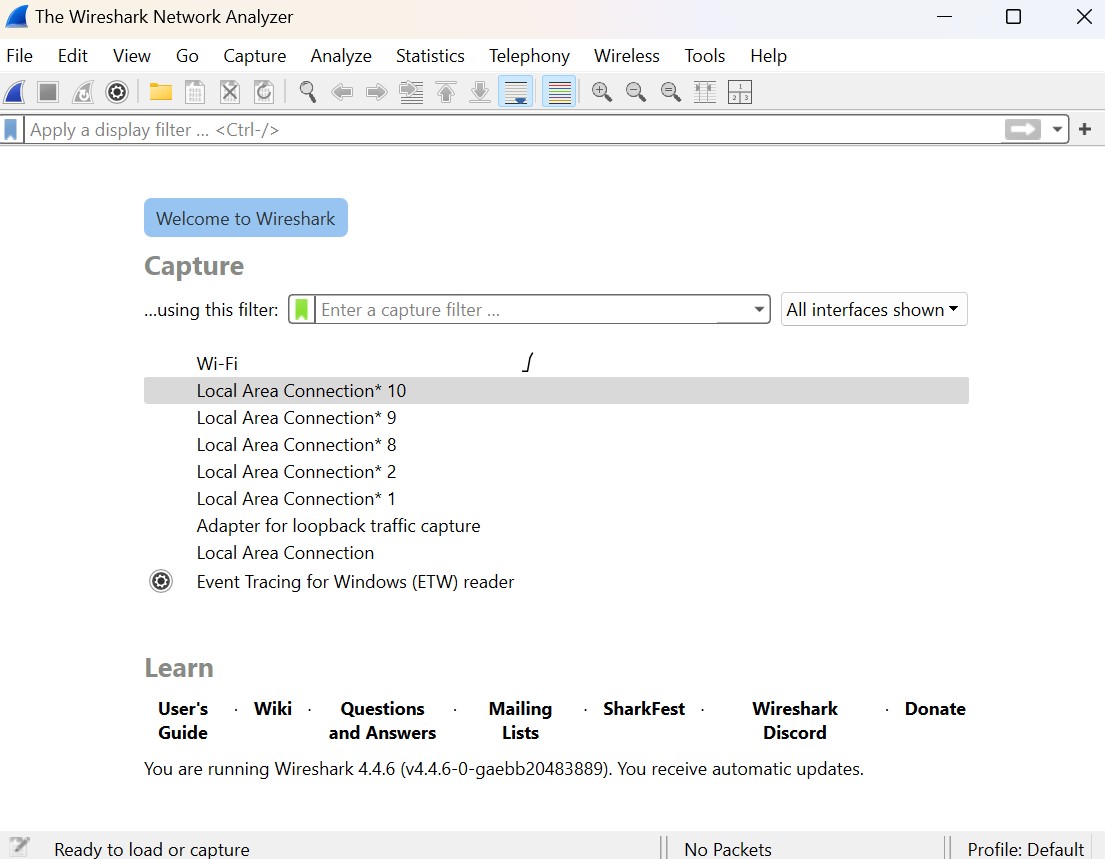 The Wireshark Network Analyzer
File Edit View Go Capture Analyze Statistics Telephony Wireless Tools Help
Apply a display filter ... <Ctrl-/>
Welcome to Wireshark
Capture
...using this filter: Enter a capture filter ... All interfaces shown
Wi-Fi
Local Area Connection* 10
Local Area Connection* 9
Local Area Connection* 8
Local Area Connection* 2
Local Area Connection* 1
Adapter for loopback traffic capture
Local Area Connection
Event Tracing for Windows (ETW) reader
Learn
User's Guide · Wiki · Questions and Answers · Mailing Lists · SharkFest · Wireshark Discord · Donate
You are running Wireshark 4.4.6 (v4.4.6-0-gaebb20483889). You receive automatic updates.
Ready to load or capture No Packets Profile: Default